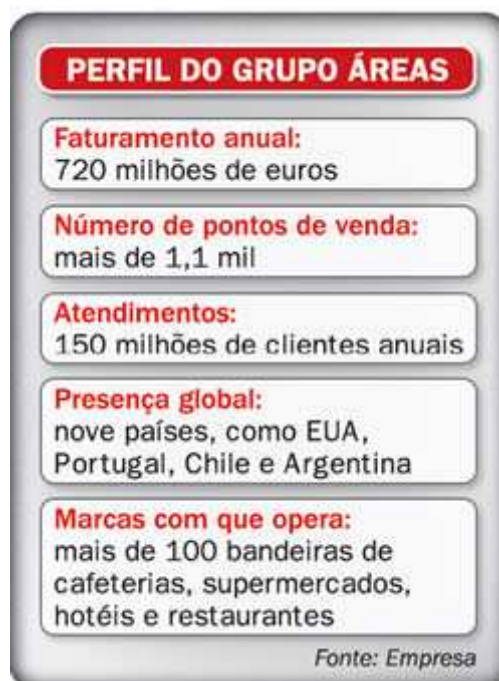 PERFIL DO GRUPO ÁREAS
Faturamento anual:
720 milhões de euros
Número de pontos de venda:
mais de 1,1 mil
Atendimentos:
150 milhões de clientes anuais
Presença global:
nove países, como EUA,
Portugal, Chile e Argentina
Marcas com que opera:
mais de 100 bandeiras de
cafeterias, supermercados,
hotéis e restaurantes
Fonte: Empresa